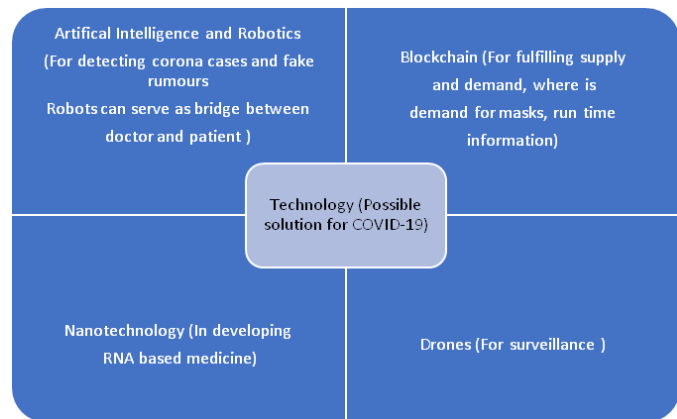 Artifical Intelligence and Robotics
(For detecting corona cases and fake
rumours
Robots can serve as bridge between
doctor and patient )
Blockchain (For fulfilling supply
and demand, where is
demand for masks, run time
information)
Technology (Possible
solution for COVID-19)
Nanotechnology (In developing
RNA based medicine)
Drones (For surveillance )